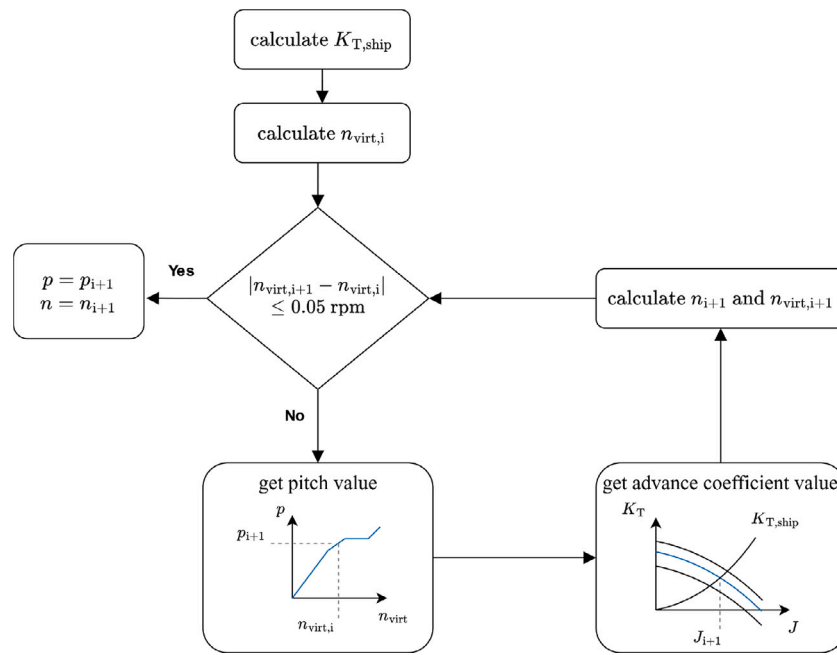 calculate K_T,ship
calculate n_virt,i
|n_virt,i+1 − n_virt,i|
≤ 0.05 rpm
Yes
p = p_i+1
n = n_i+1
calculate n_i+1 and n_virt,i+1
No
get pitch value
p
p_i+1
n_virt,i
n_virt
get advance coefficient value
K_T
K_T,ship
J_i+1
J